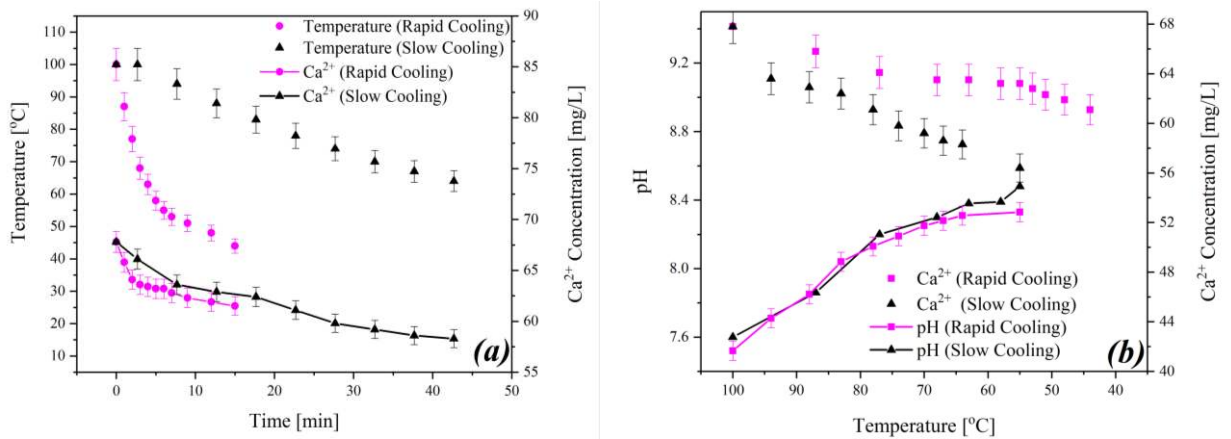 Temperature [°C]
110
100
90
80
70
60
50
40
30
20
10
Temperature (Rapid Cooling)
Temperature (Slow Cooling)
Ca²⁺ (Rapid Cooling)
Ca²⁺ (Slow Cooling)
90
85
80
75
70
65
60
55
Ca²⁺ Concentration [mg/L]
(a)
0
10
20
30
40
50
Time [min]
pH
9.2
8.8
8.4
8.0
7.6
9.2
68
64
60
56
52
48
44
40
Ca²⁺ Concentration [mg/L]
Ca²⁺ (Rapid Cooling)
Ca²⁺ (Slow Cooling)
pH (Rapid Cooling)
pH (Slow Cooling)
(b)
100
90
80
70
60
50
40
Temperature [°C]